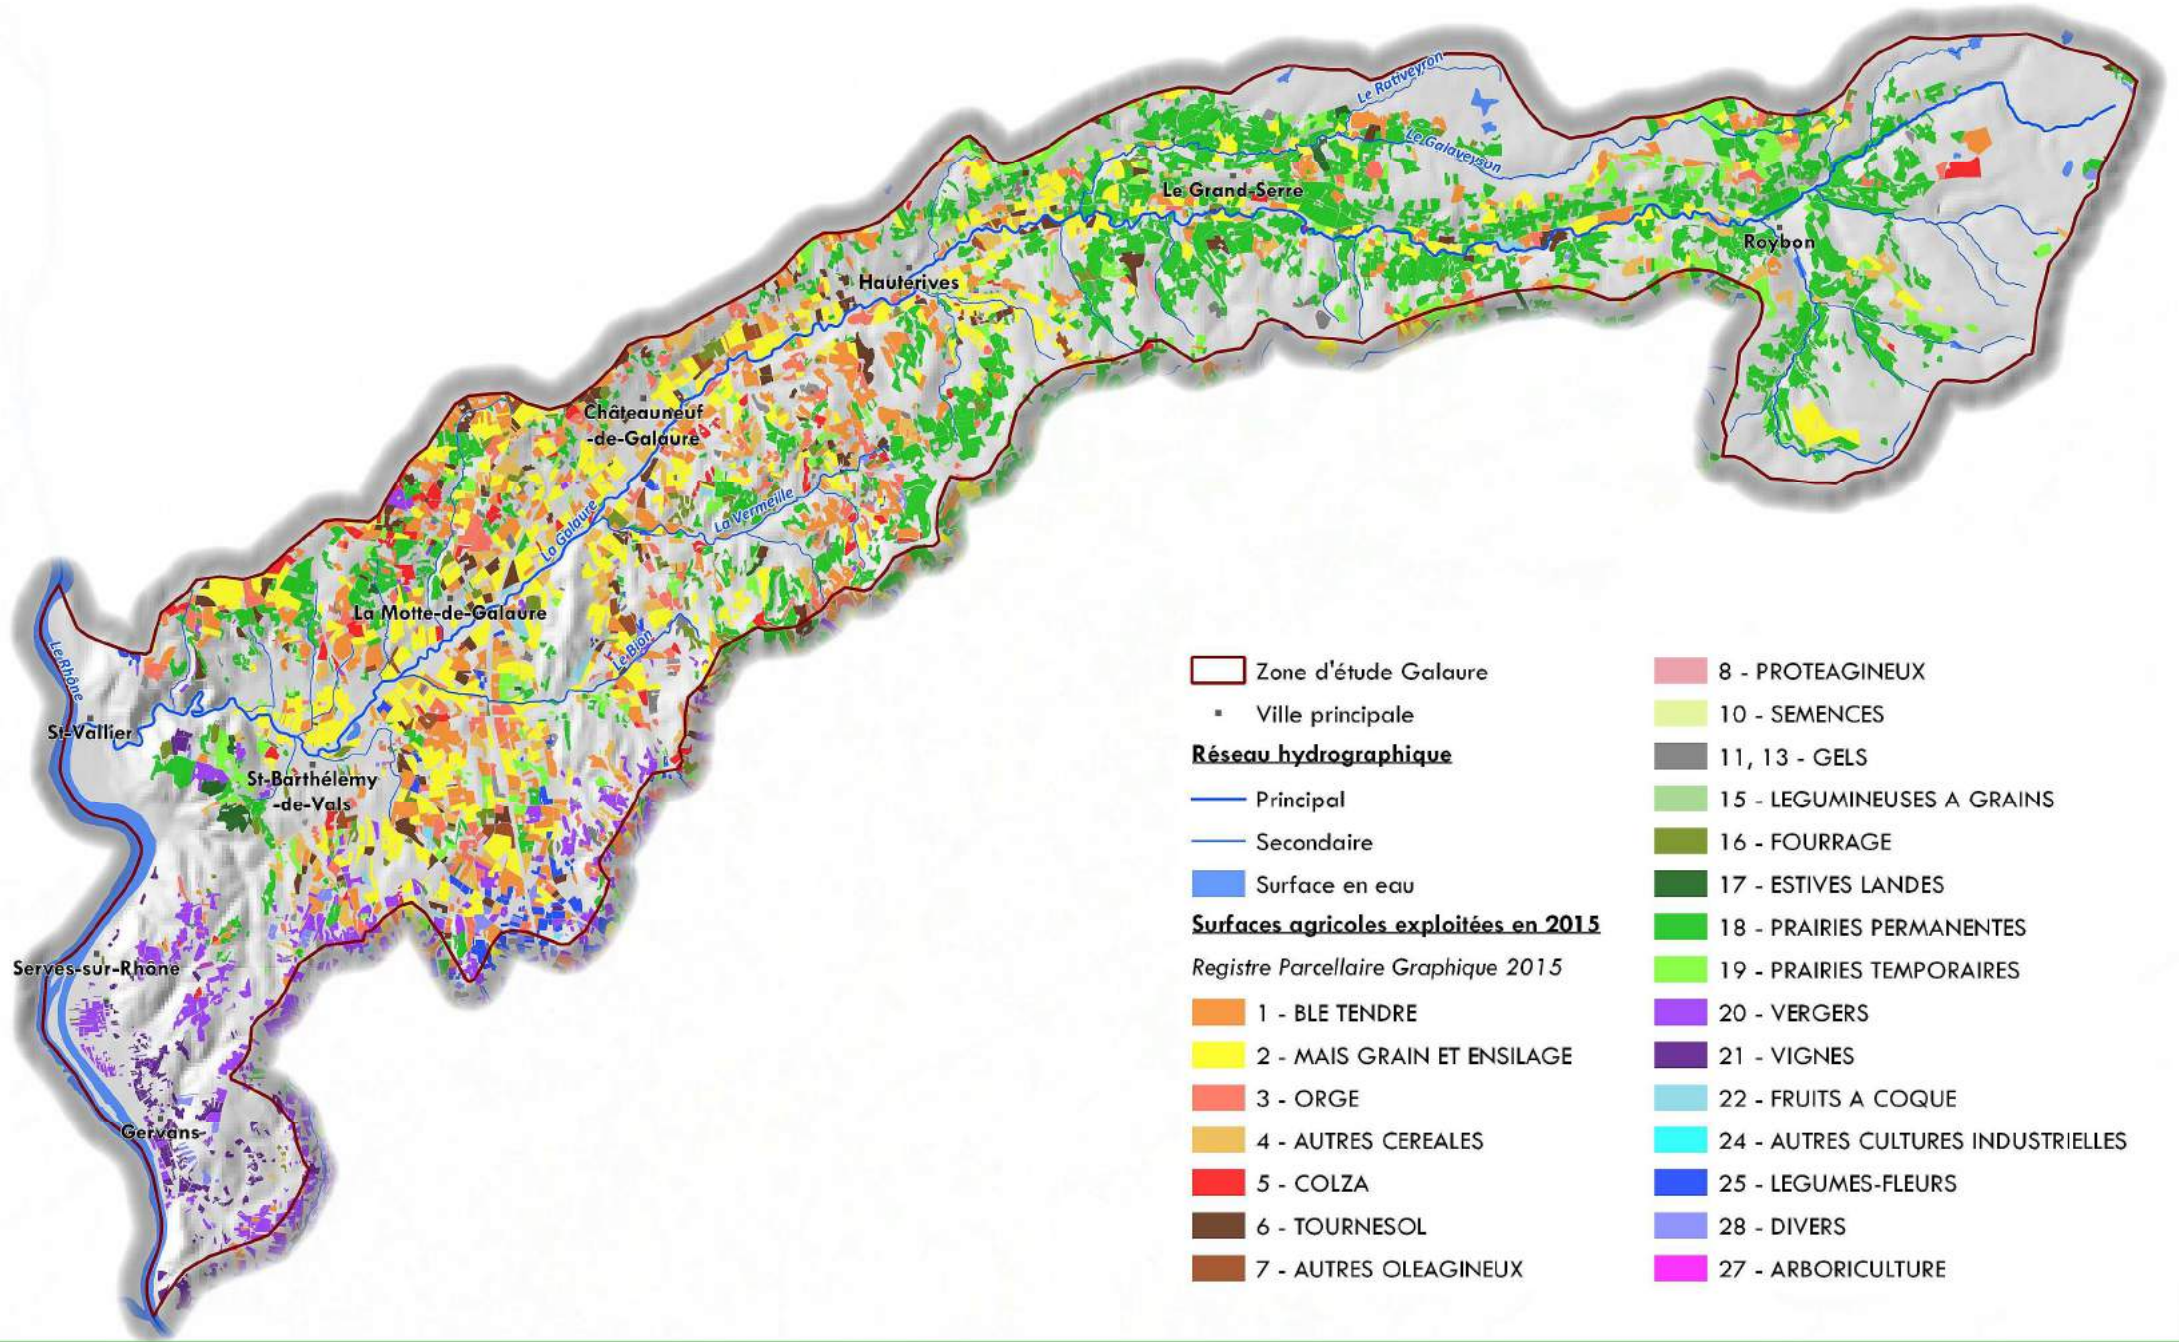 Le Rativeyron
Le Galaveyson
Le Grand-Serre
Roybon
Hauterives
Châteauneuf
-de-Galaure
La Vermeille
La Galaure
La Motte-de-Galaure
Le Bion
Le Rhône
St-Vallier
St-Barthélemy
-de-Vals
Serves-sur-Rhône
Gervans
Zone d'étude Galaure
Ville principale
Réseau hydrographique
Principal
Secondaire
Surface en eau
Surfaces agricoles exploitées en 2015
Registre Parcellaire Graphique 2015
1 - BLE TENDRE
2 - MAIS GRAIN ET ENSILAGE
3 - ORGE
4 - AUTRES CEREALES
5 - COLZA
6 - TOURNESOL
7 - AUTRES OLEAGINEUX
8 - PROTEAGINEUX
10 - SEMENCES
11, 13 - GELS
15 - LEGUMINEUSES A GRAINS
16 - FOURRAGE
17 - ESTIVES LANDES
18 - PRAIRIES PERMANENTES
19 - PRAIRIES TEMPORAIRES
20 - VERGERS
21 - VIGNES
22 - FRUITS A COQUE
24 - AUTRES CULTURES INDUSTRIELLES
25 - LEGUMES-FLEURS
28 - DIVERS
27 - ARBORICULTURE